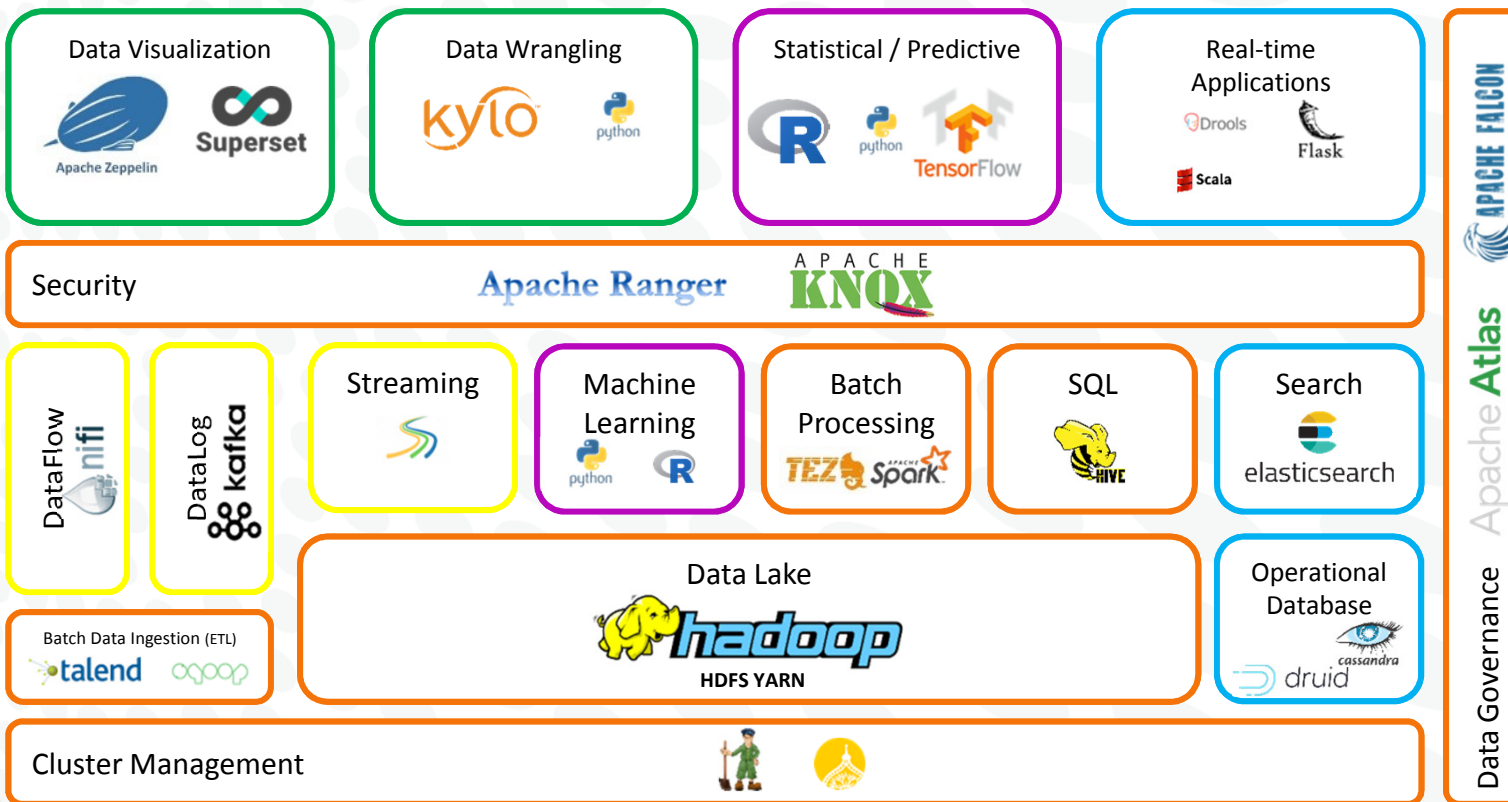 Data Visualization
Apache Zeppelin
Superset
Data Wrangling
kylo
python
Statistical / Predictive
R
python
TF
TensorFlow
Real-time
Applications
Drools
Flask
Scala
Security
Apache Ranger
APACHE
KNOX
DataFlow
nifi
DataLog
kafka
Streaming
Machine
Learning
python
R
Batch
Processing
TEZ
APACHE
Spark
SQL
HIVE
Search
elasticsearch
Batch Data Ingestion (ETL)
talend
sqoop
Data Lake
hadoop
HDFS YARN
Operational
Database
cassandra
druid
Cluster Management
Data Governance
Apache Atlas
APACHE FALCON